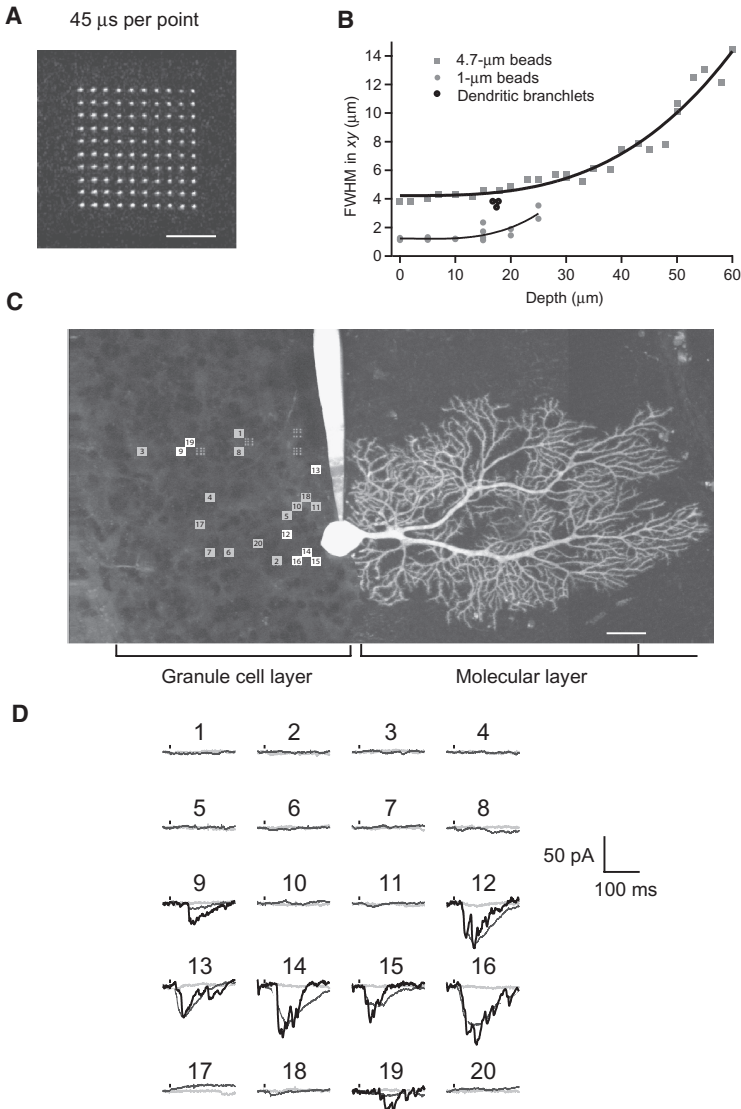 A
45 µs per point
B
14
12
10
8
6
4
2
0
FWHM in xy (µm)
4.7-µm beads
1-µm beads
Dendritic branchlets
0 10 20 30 40 50 60
Depth (µm)
C
1
19
3 9 8
13
4 18
10 11
5
17
12
20
7 6 14
2 16 15
Granule cell layer Molecular layer
D
1 2 3 4
5 6 7 8
50 pA
100 ms
9 10 11 12
13 14 15 16
17 18 19 20